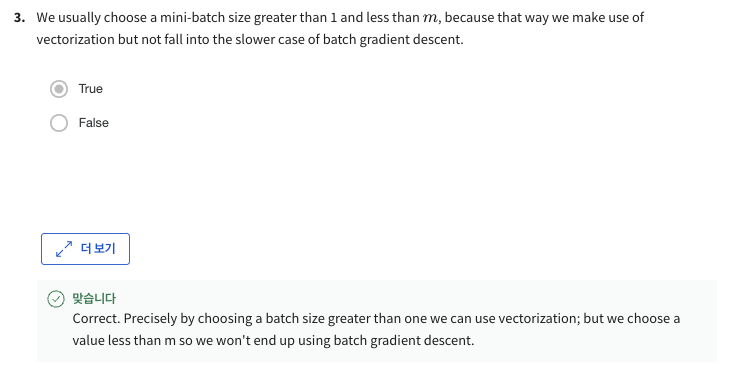 3. We usually choose a mini-batch size greater than 1 and less than m, because that way we make use of
vectorization but not fall into the slower case of batch gradient descent.
True
False
더 보기
맞습니다
Correct. Precisely by choosing a batch size greater than one we can use vectorization; but we choose a
value less than m so we won't end up using batch gradient descent.